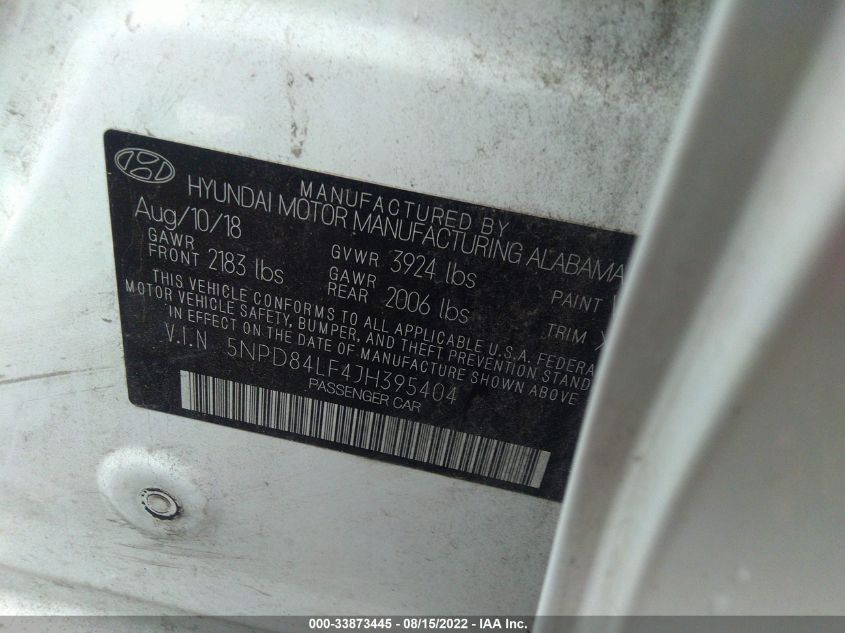 MANUFACTURED BY
HYUNDAI MOTOR MANUFACTURING ALABAMA
Aug/10/18
GAWR FRONT 2183 lbs
GVWR 3924 lbs
GAWR REAR 2006 lbs
PAINT
TRIM
THIS VEHICLE CONFORMS TO ALL APPLICABLE U.S.A. FEDERA
MOTOR VEHICLE SAFETY, BUMPER, AND THEFT PREVENTION STAND
IN EFFECT ON THE DATE OF MANUFACTURE SHOWN ABOVE
V.I.N 5NPD84LF4JH395404
PASSENGER CAR
000-33873445 - 08/15/2022 - IAA Inc.